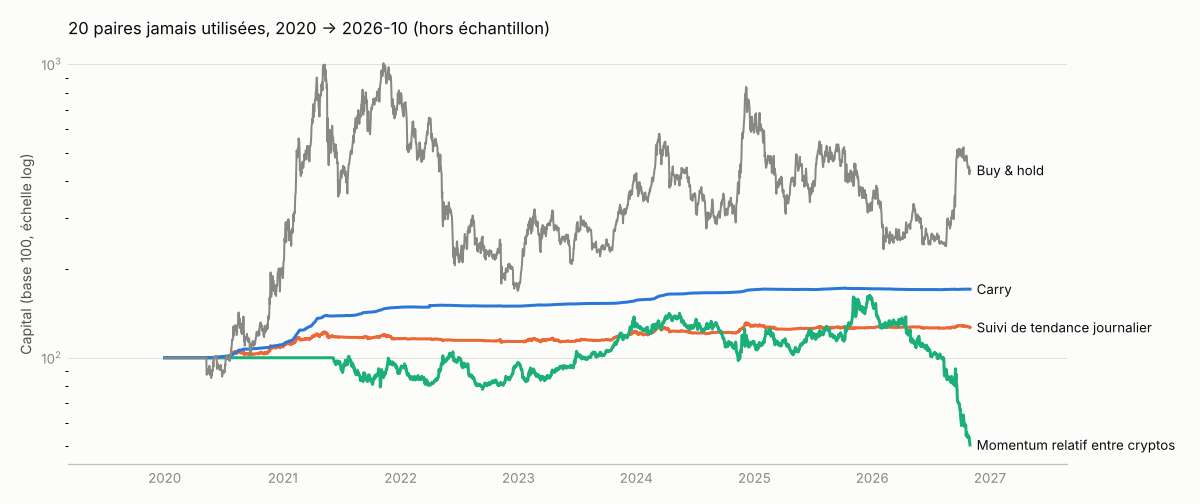 20 paires jamais utilisées, 2020 → 2026-10 (hors échantillon)
10³
Capital (base 100, échelle log)
Buy & hold
Carry
Suivi de tendance journalier
10²
Momentum relatif entre cryptos
2020 2021 2022 2023 2024 2025 2026 2027